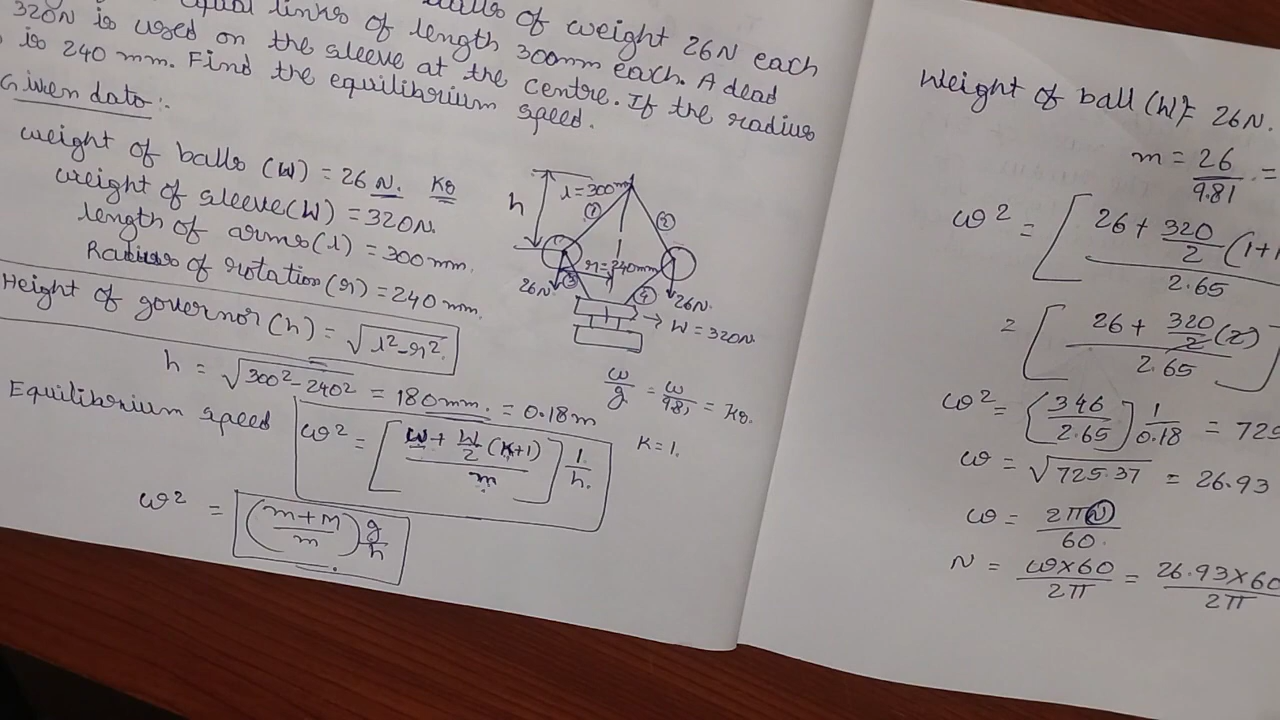 equal links of length 300mm each. A dead
balls of weight 26N each
320N is used on the sleeve at the centre. If the radius
is 240 mm. Find the equilibrium speed.
Given data:-
weight of balls (W) = 26 N. Kg
weight of sleeve (W) = 320N.
length of arms (l) = 300 mm.
Radius of rotation (r) = 240 mm.
Height of governor (h) = √l²-r².
h = √300²-240² = 180mm. = 0.18m
Equilibrium speed
ω² = [w + W/2 (K+1) / m] 1/h.
ω² = (m+M / m) g/h
h
l = 300mm
①
②
r = 240mm
③
④
26N.
26N.
→ W = 320N.
w/g = w/9.81 = Kg.
K = 1.
Weight of ball (W) = 26N.
m = 26/9.81 =
ω² = [26 + 320/2 (1+1 / 2.65
= [26 + 320/2 (2) / 2.65]
ω² = {346/2.65} 1/0.18 = 725
ω = √725.37 = 26.93
ω = 2πN/60.
N = ω×60/2π = 26.93×60/2π